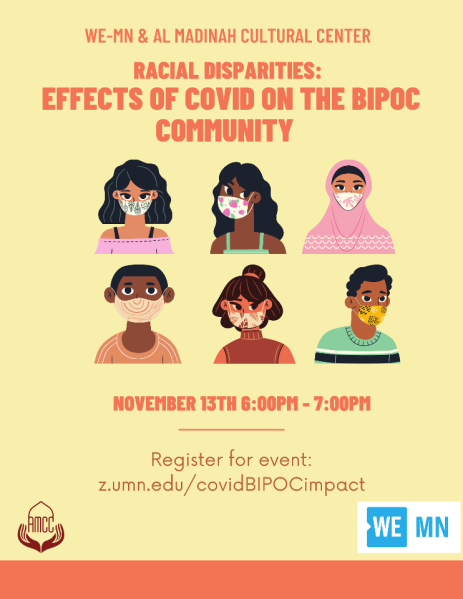 WE-MN & AL MADINAH CULTURAL CENTER
RACIAL DISPARITIES:
EFFECTS OF COVID ON THE BIPOC
COMMUNITY
NOVEMBER 13TH 6:00PM - 7:00PM
Register for event:
z.umn.edu/covidBIPOCimpact
AMCC
WE MN